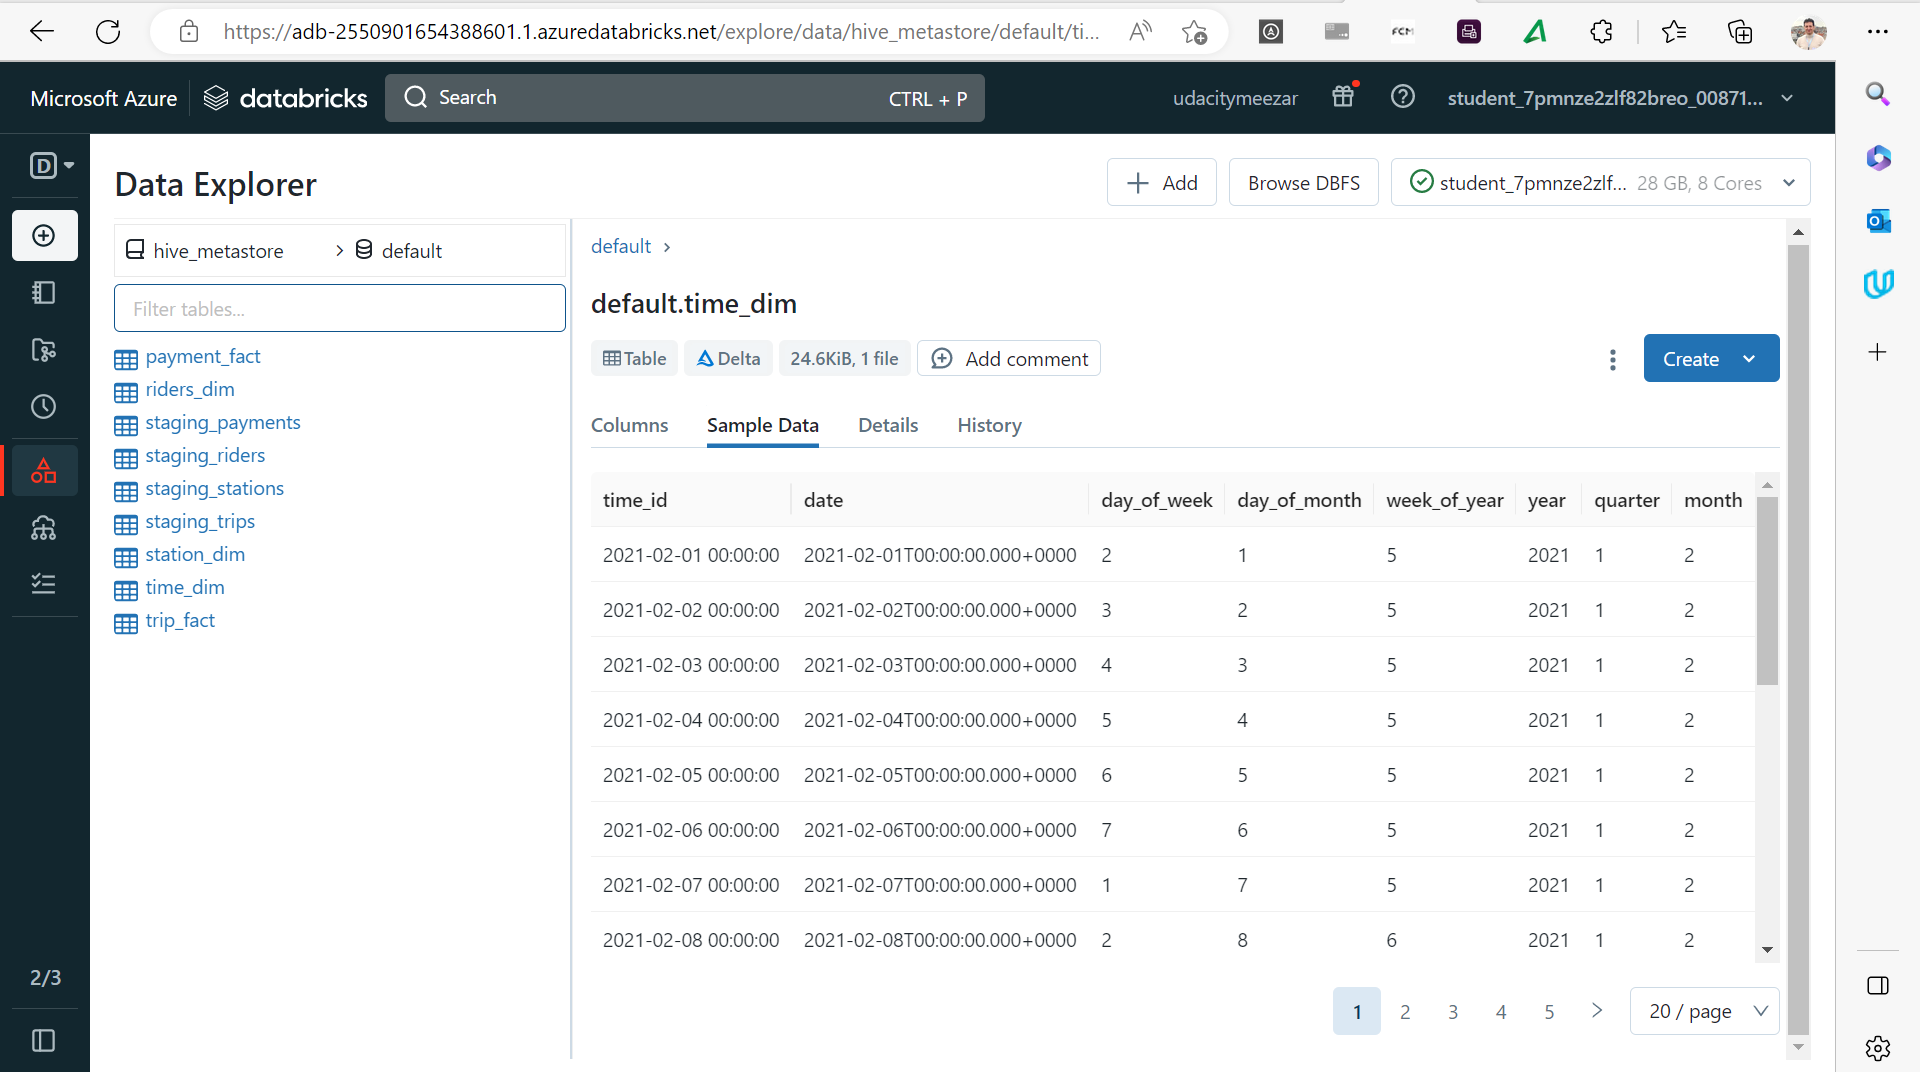 https://adb-2550901654388601.1.azuredatabricks.net/explore/data/hive_metastore/default/ti...
Microsoft Azure databricks Search CTRL + P udacitymeezar student_7pmnze2zlf82breo_00871...
Data Explorer + Add Browse DBFS student_7pmnze2zlf... 28 GB, 8 Cores
hive_metastore > default
Filter tables...
payment_fact
riders_dim
staging_payments
staging_riders
staging_stations
staging_trips
station_dim
time_dim
trip_fact
2/3
default >
default.time_dim
Table Delta 24.6KiB, 1 file Add comment Create
Columns Sample Data Details History
time_id date day_of_week day_of_month week_of_year year quarter month
2021-02-01 00:00:00 2021-02-01T00:00:00.000+0000 2 1 5 2021 1 2
2021-02-02 00:00:00 2021-02-02T00:00:00.000+0000 3 2 5 2021 1 2
2021-02-03 00:00:00 2021-02-03T00:00:00.000+0000 4 3 5 2021 1 2
2021-02-04 00:00:00 2021-02-04T00:00:00.000+0000 5 4 5 2021 1 2
2021-02-05 00:00:00 2021-02-05T00:00:00.000+0000 6 5 5 2021 1 2
2021-02-06 00:00:00 2021-02-06T00:00:00.000+0000 7 6 5 2021 1 2
2021-02-07 00:00:00 2021-02-07T00:00:00.000+0000 1 7 5 2021 1 2
2021-02-08 00:00:00 2021-02-08T00:00:00.000+0000 2 8 6 2021 1 2
1 2 3 4 5 > 20 / page